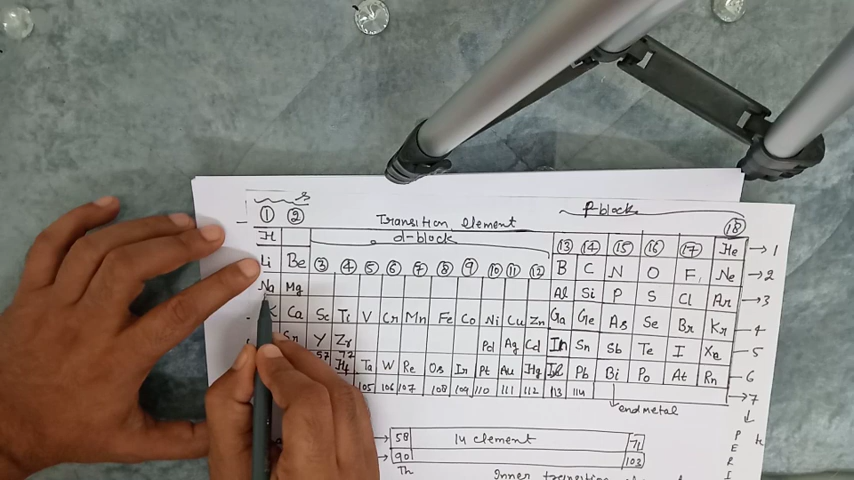 s
① ② Transition Element p-block ⑱
H d-block He → 1
Li Be ③ ④ ⑤ ⑥ ⑦ ⑧ ⑨ ⑩ ⑪ ⑫ ⑬ ⑭ ⑮ ⑯ ⑰
B C N O F Ne → 2
Na Mg Al Si P S Cl Ar → 3
K Ca Sc Ti V Cr Mn Fe Co Ni Cu Zn Ga Ge As Se Br Kr 4
Sr Y Zr Pd Ag Cd In Sn Sb Te I Xe 5
57 72 Hf Ta W Re Os Ir Pt Au Hg Pb Bi Po At Rn 6
105 106 107 108 109 110 111 112 113 114 → 7
end metal
58 14 element 71
90 103
Th
P
E
R
I